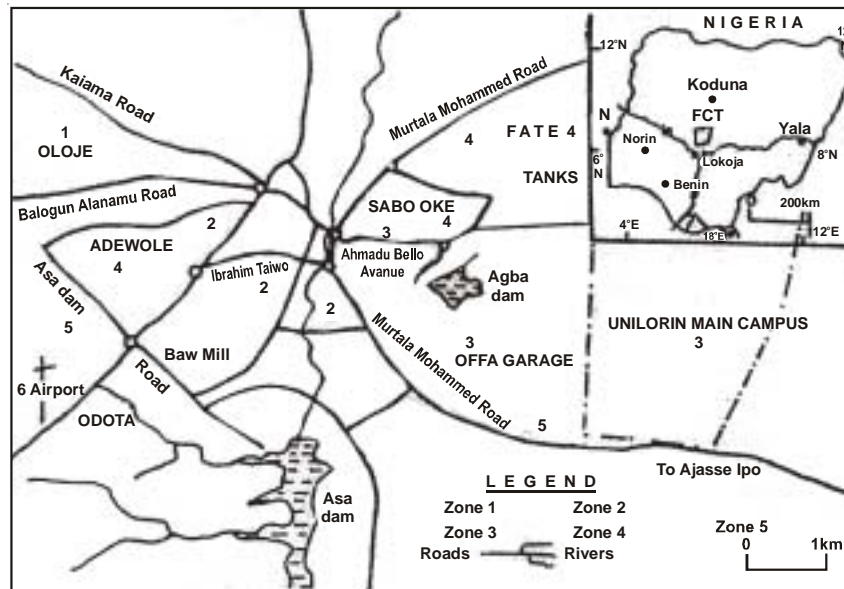 NIGERIA
12°N
12
Koduna
FCT
N
Norin
Yala
6°
N
Lokoja
8°N
Benin
200km
4°E
18°E
12°E
Kaiama Road
Murtala Mohammed Road
1
OLOJE
4
FATE 4
TANKS
Balogun Alanamu Road
2
SABO OKE
4
3
ADEWOLE
4
Ahmadu Bello
Avanue
Ibrahim Taiwo
2
Agba
dam
Asa dam
5
Road
2
Baw Mill
3
OFFA GARAGE
UNILORIN MAIN CAMPUS
3
Murtala Mohammed Road
5
6 Airport
ODOTA
To Ajasse Ipo
Asa
dam
LEGEND
Zone 1 Zone 2
Zone 3 Zone 4
Zone 5
Roads Rivers
0 1km